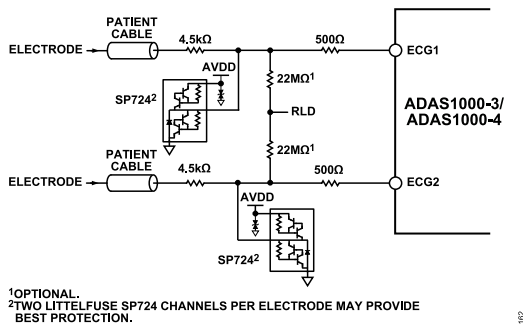 PATIENT
CABLE
4.5kΩ
500Ω
ELECTRODE
ECG1
AVDD
22MΩ¹
SP724²
RLD
ADAS1000-3/
ADAS1000-4
PATIENT
CABLE
22MΩ¹
4.5kΩ
500Ω
ELECTRODE
ECG2
AVDD
SP724²
¹OPTIONAL.
²TWO LITTELFUSE SP724 CHANNELS PER ELECTRODE MAY PROVIDE
BEST PROTECTION.
162